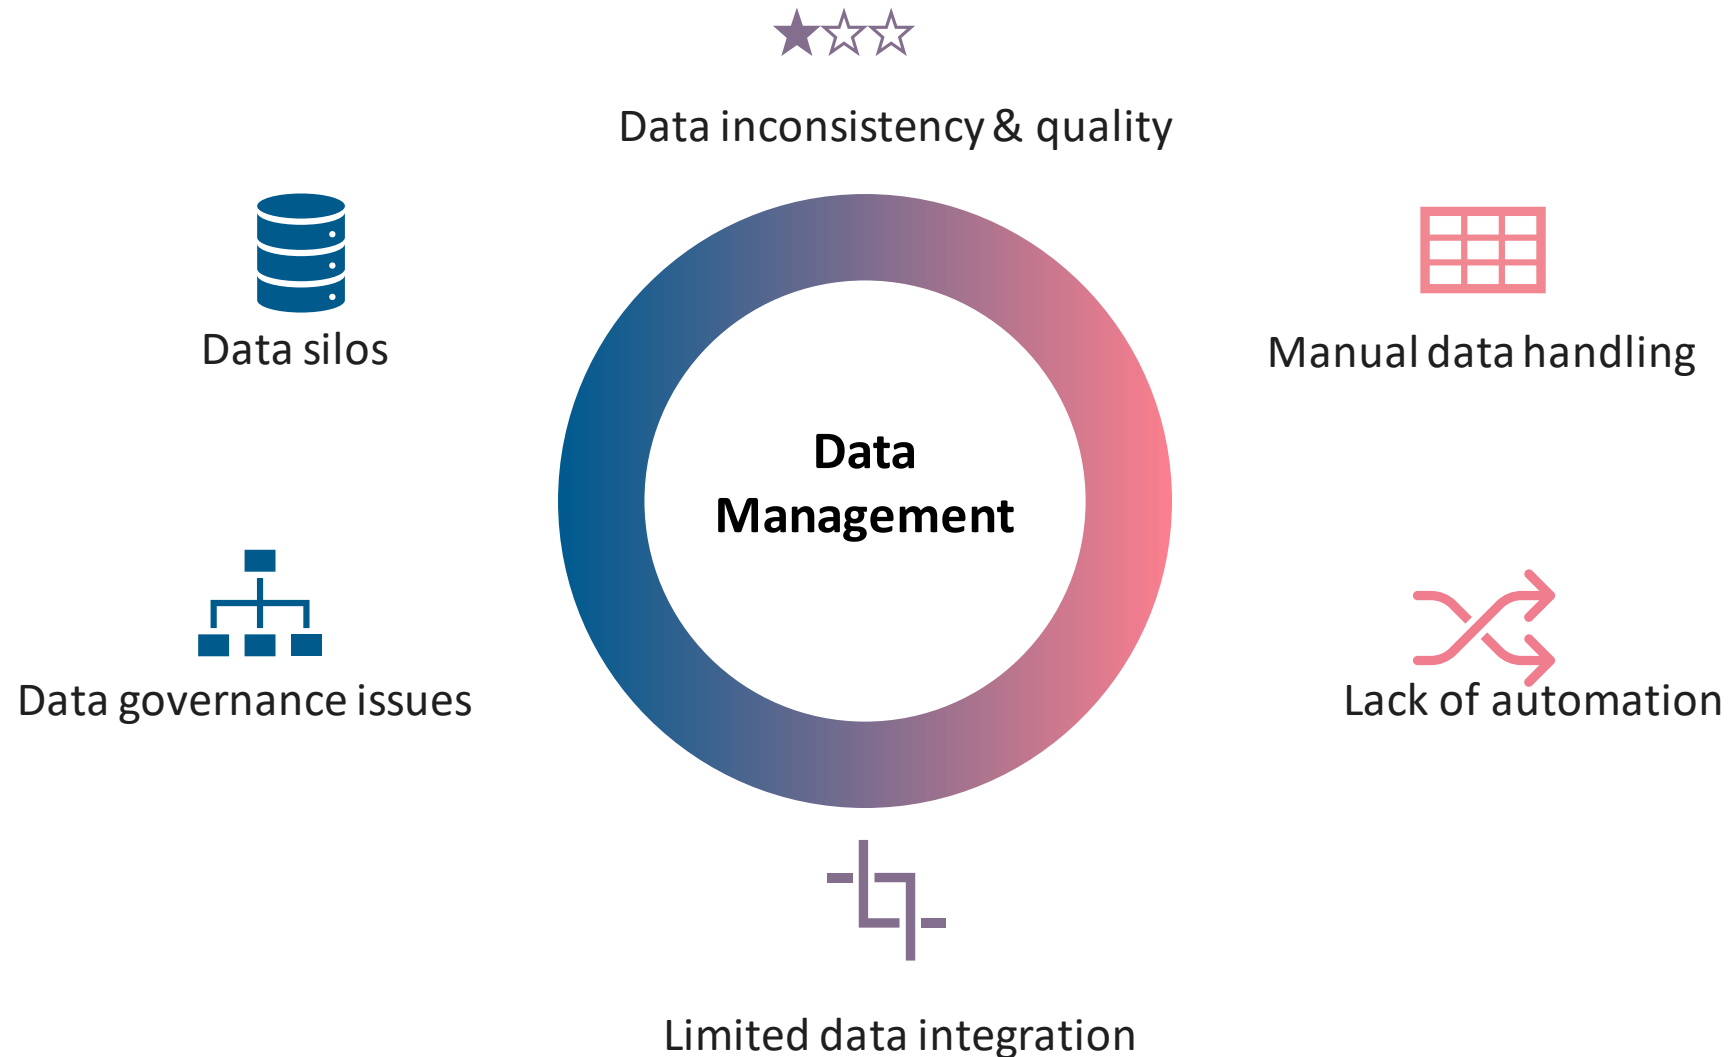 Data inconsistency & quality
Data silos
Manual data handling
Data
Management
Data governance issues
Lack of automation
Limited data integration